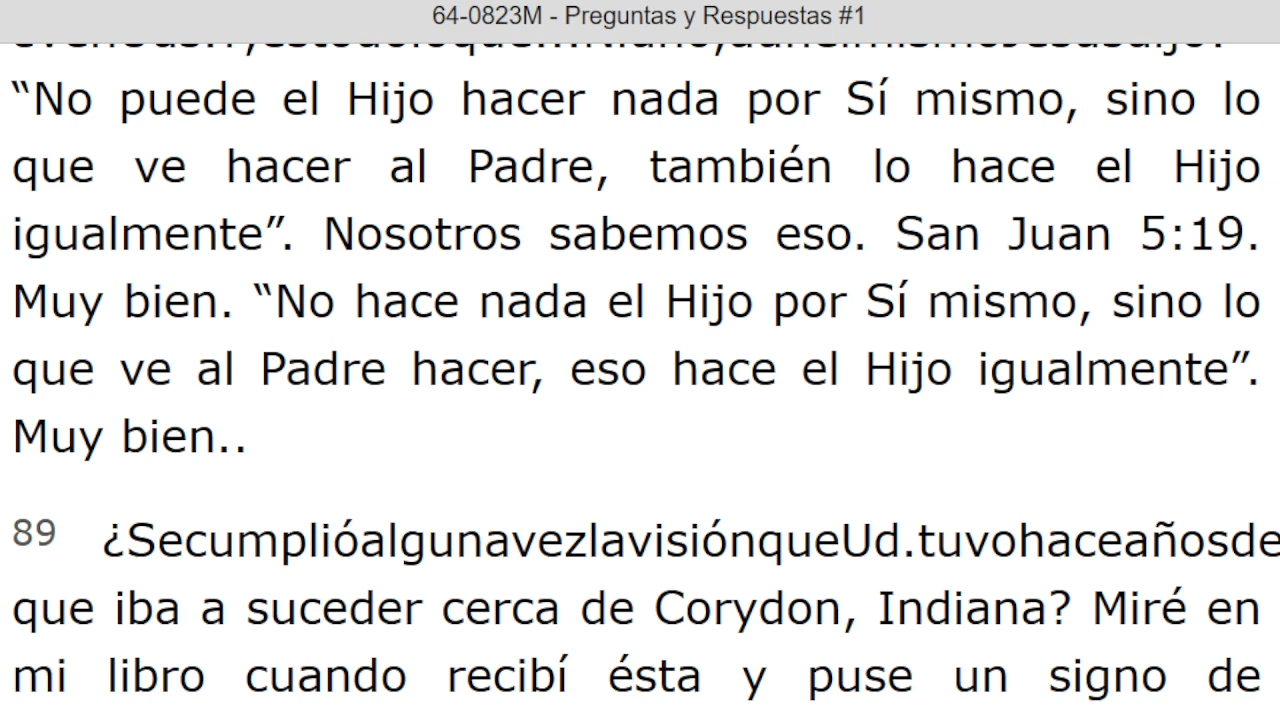 64-0823M - Preguntas y Respuestas #1
“No puede el Hijo hacer nada por Sí mismo, sino lo
que ve hacer al Padre, también lo hace el Hijo
igualmente”. Nosotros sabemos eso. San Juan 5:19.
Muy bien. “No hace nada el Hijo por Sí mismo, sino lo
que ve al Padre hacer, eso hace el Hijo igualmente”.
Muy bien..
89 ¿Secumplióalgunavezlavisiónque​Ud.tuvohaceañosde
que iba a suceder cerca de Corydon, Indiana? Miré en
mi libro cuando recibí ésta y puse un signo de